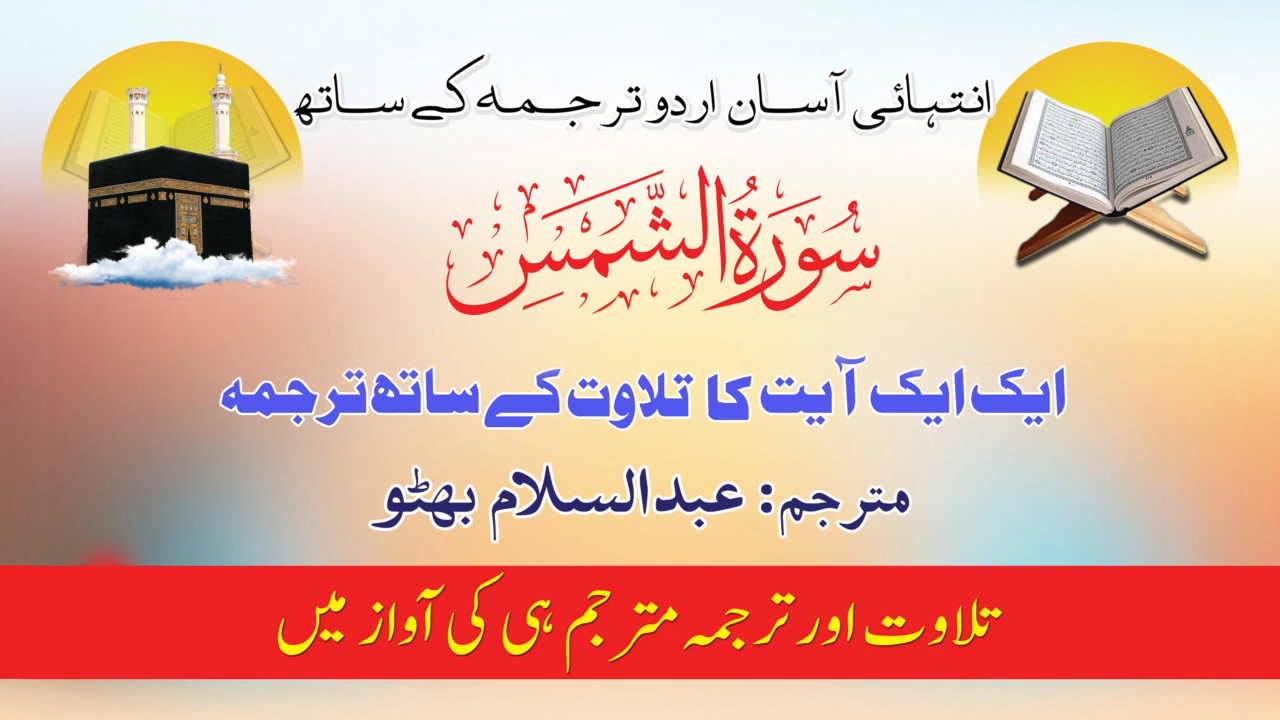 انتہائی آسان اردو ترجمہ کے ساتھ
سُوۡرَةُ الشَّمۡسِ
ایک ایک آیت کا تلاوت کے ساتھ ترجمہ
مترجم: عبدالسلام بھٹو
تلاوت اور ترجمہ مترجم ہی کی آواز میں